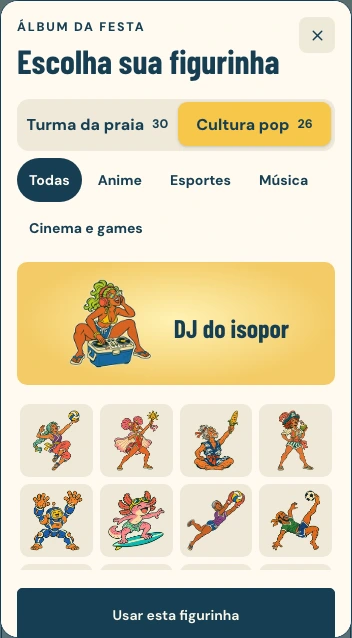 ÁLBUM DA FESTA
Escolha sua figurinha
Turma da praia 30 Cultura pop 26
Todas Anime Esportes Música
Cinema e games
DJ do isopor
Usar esta figurinha